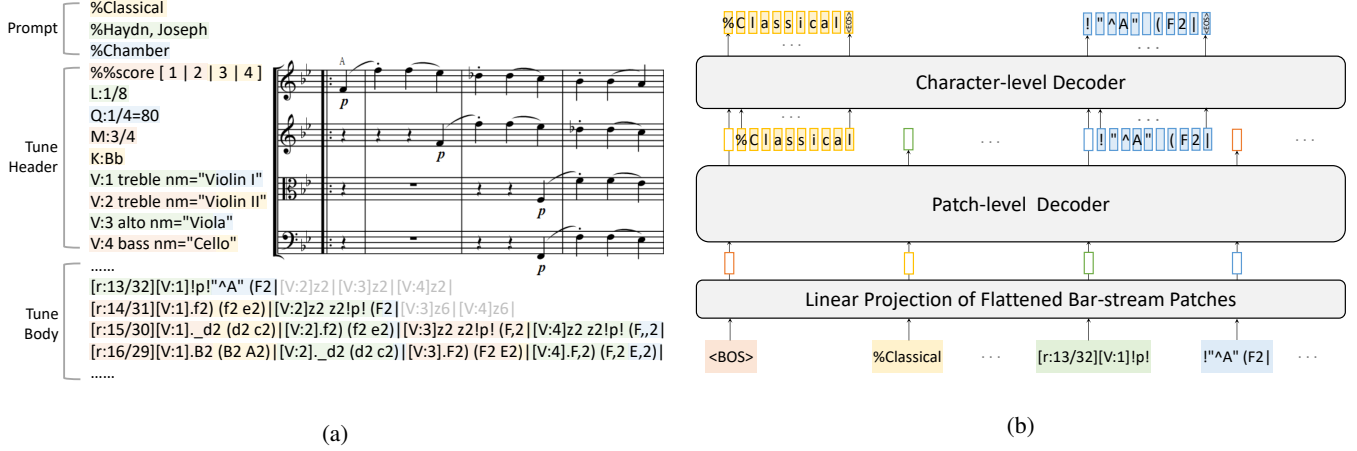 Prompt
%Classical
%Haydn, Joseph
%Chamber
Tune
Header
%%score [ 1 | 2 | 3 | 4 ]
L:1/8
Q:1/4=80
M:3/4
K:Bb
V:1 treble nm="Violin I"
V:2 treble nm="Violin II"
V:3 alto nm="Viola"
V:4 bass nm="Cello"
A
p
p
p
p
Tune
Body
......
[r:13/32][V:1]!p!"^A" (F2|[V:2]z2|[V:3]z2|[V:4]z2|
[r:14/31][V:1].f2) (f2 e2)|[V:2]z2 z2!p! (F2|[V:3]z6|[V:4]z6|
[r:15/30][V:1]._d2 (d2 c2)|[V:2].f2) (f2 e2)|[V:3]z2 z2!p! (F,2|[V:4]z2 z2!p! (F,,2|
[r:16/29][V:1].B2 (B2 A2)|[V:2]._d2 (d2 c2)|[V:3].F2) (F2 E2)|[V:4].F,2) (F,2 E,2)|
......
(a)
%Classical<EOS> !"^A" (F2|<EOS>
... ...
Character-level Decoder
... ...
%Classical !"^A" (F2| ...
Patch-level Decoder
Linear Projection of Flattened Bar-stream Patches
<BOS> %Classical ... [r:13/32][V:1]!p! !"^A" (F2| ...
(b)